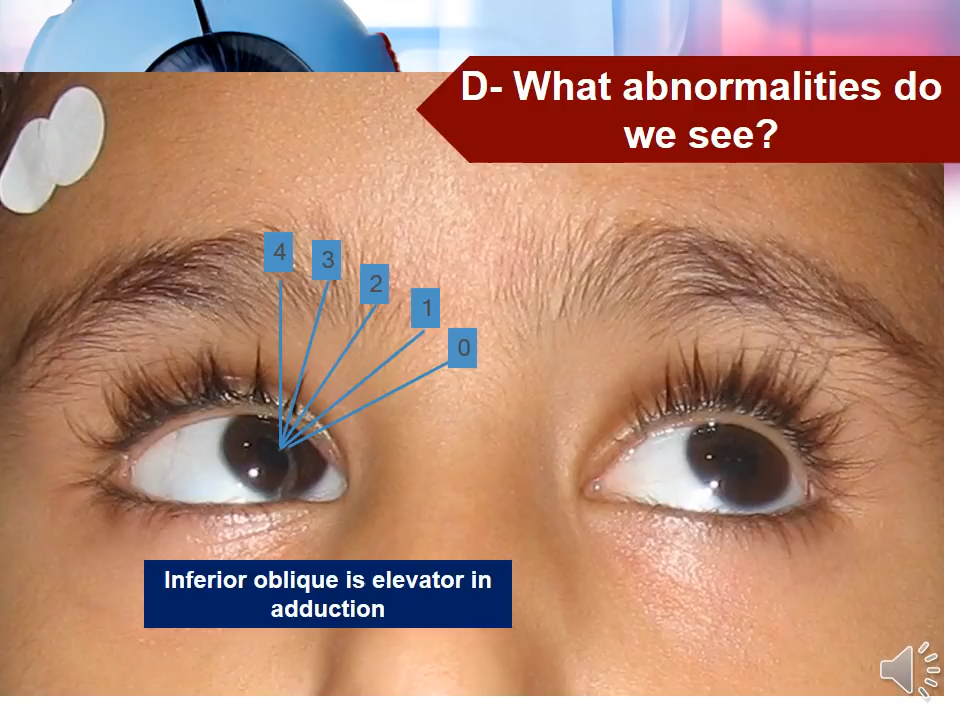 D- What abnormalities do
we see?
4
3
2
1
0
Inferior oblique is elevator in
adduction